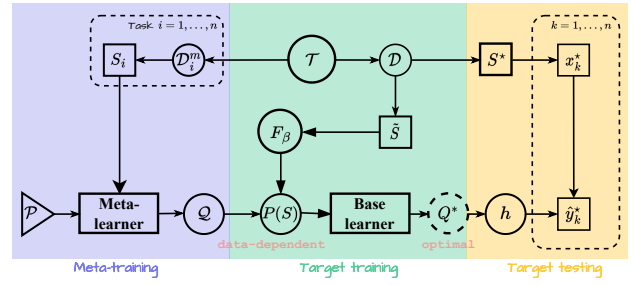 Task i = 1, ..., n
k = 1, ..., n
S_i
𝒟_i^m
𝒯
𝒟
S^⋆
x_k^⋆
F_β
S̃
𝒫
Meta-
learner
𝒬
P(S)
Base
learner
Q^*
h
ŷ_k^⋆
data-dependent
optimal
Meta-training
Target training
Target testing